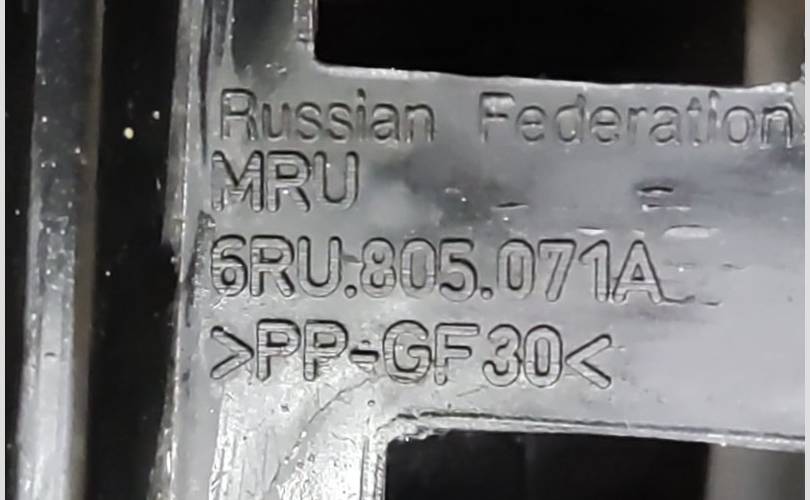 Russian Federation
MRU
6RU.805.071A
>PP-GF30<